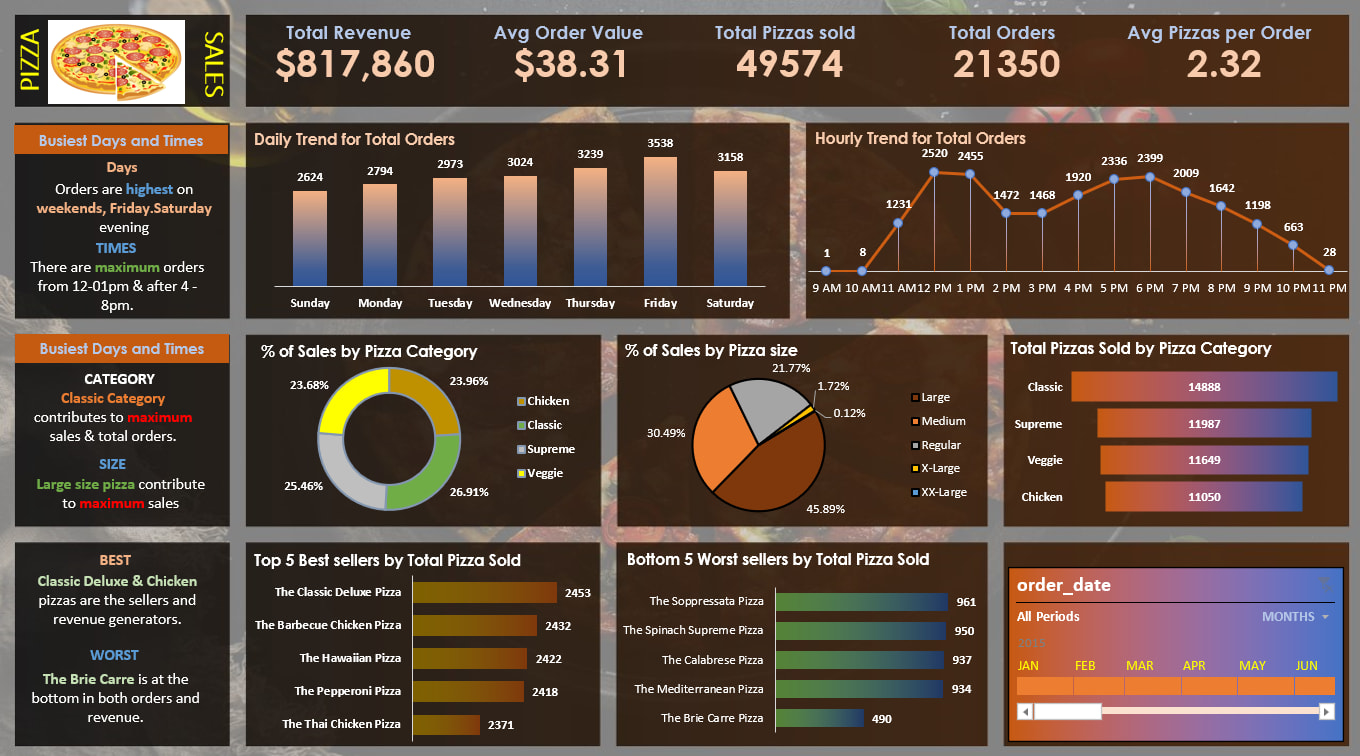 PIZZA
SALES
Total Revenue
$817,860
Avg Order Value
$38.31
Total Pizzas sold
49574
Total Orders
21350
Avg Pizzas per Order
2.32
Busiest Days and Times
Days
Orders are highest on
weekends, Friday.Saturday
evening
TIMES
There are maximum orders
from 12-01pm & after 4 -
8pm.
Daily Trend for Total Orders
2624
2794
2973
3024
3239
3538
3158
Sunday
Monday
Tuesday
Wednesday
Thursday
Friday
Saturday
Hourly Trend for Total Orders
1
8
1231
2520
2455
1472
1468
1920
2336
2399
2009
1642
1198
663
28
9 AM
10 AM
11 AM
12 PM
1 PM
2 PM
3 PM
4 PM
5 PM
6 PM
7 PM
8 PM
9 PM
10 PM
11 PM
Busiest Days and Times
CATEGORY
Classic Category
contributes to maximum
sales & total orders.
SIZE
Large size pizza contribute
to maximum sales
% of Sales by Pizza Category
23.68%
23.96%
25.46%
26.91%
Chicken
Classic
Supreme
Veggie
% of Sales by Pizza size
21.77%
1.72%
0.12%
30.49%
45.89%
Large
Medium
Regular
X-Large
XX-Large
Total Pizzas Sold by Pizza Category
Classic
14888
Supreme
11987
Veggie
11649
Chicken
11050
BEST
Classic Deluxe & Chicken
pizzas are the sellers and
revenue generators.
WORST
The Brie Carre is at the
bottom in both orders and
revenue.
Top 5 Best sellers by Total Pizza Sold
The Classic Deluxe Pizza
2453
The Barbecue Chicken Pizza
2432
The Hawaiian Pizza
2422
The Pepperoni Pizza
2418
The Thai Chicken Pizza
2371
Bottom 5 Worst sellers by Total Pizza Sold
The Soppressata Pizza
961
The Spinach Supreme Pizza
950
The Calabrese Pizza
937
The Mediterranean Pizza
934
The Brie Carre Pizza
490
order_date
All Periods
MONTHS
2015
JAN
FEB
MAR
APR
MAY
JUN